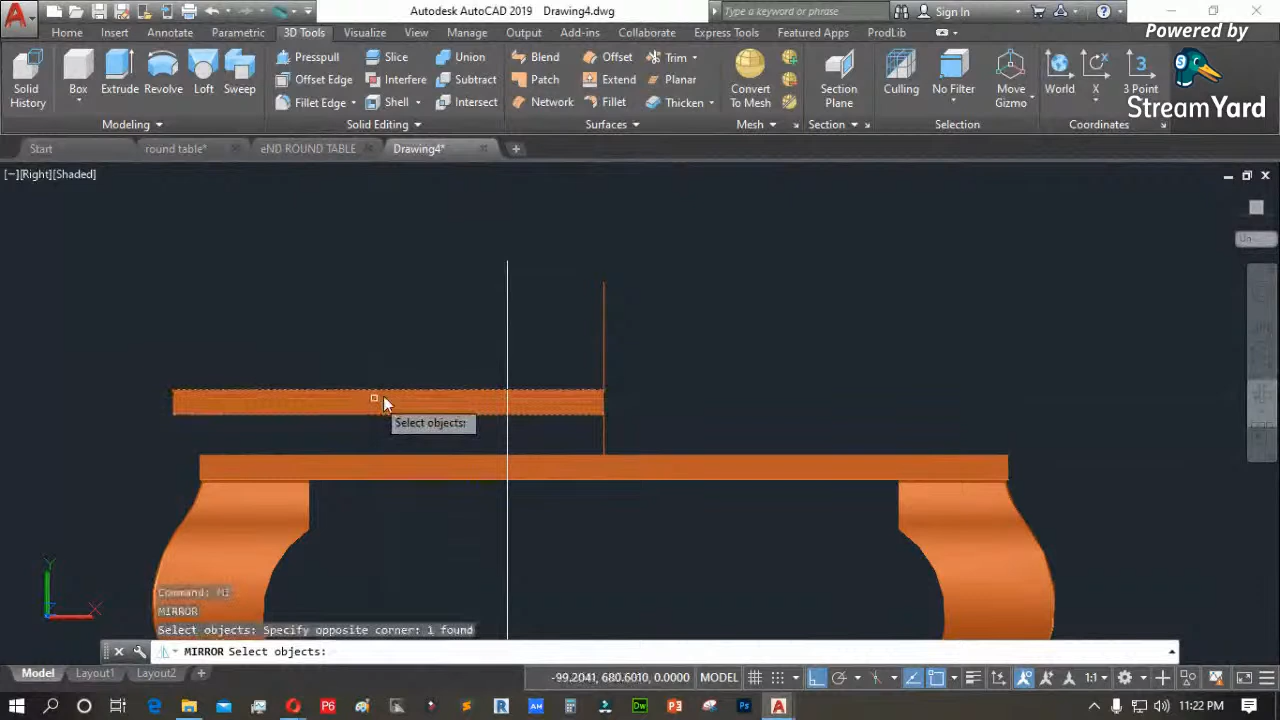 Autodesk AutoCAD 2019 Drawing4.dwg
Type a keyword or phrase
Sign In
Powered by
StreamYard
Home Insert Annotate Parametric 3D Tools Visualize View Manage Output Add-ins Collaborate Express Tools Featured Apps ProdLib
Solid History
Box
Extrude
Revolve
Loft
Sweep
Presspull
Offset Edge
Fillet Edge
Slice
Interfere
Shell
Union
Subtract
Intersect
Blend
Patch
Network
Offset
Extend
Fillet
Trim
Planar
Thicken
Convert To Mesh
Section Plane
Culling
No Filter
Move Gizmo
World
X
3 Point
Modeling Solid Editing Surfaces Mesh Section Selection Coordinates
Start round table* eND ROUND TABLE Drawing4*
[−][Right][Shaded]
Un
Select objects:
Y
X
Command: MI
MIRROR
Select objects: Specify opposite corner: 1 found
MIRROR Select objects:
Model Layout1 Layout2
-99.2041, 680.6010, 0.0000 MODEL 1:1
11:22 PM